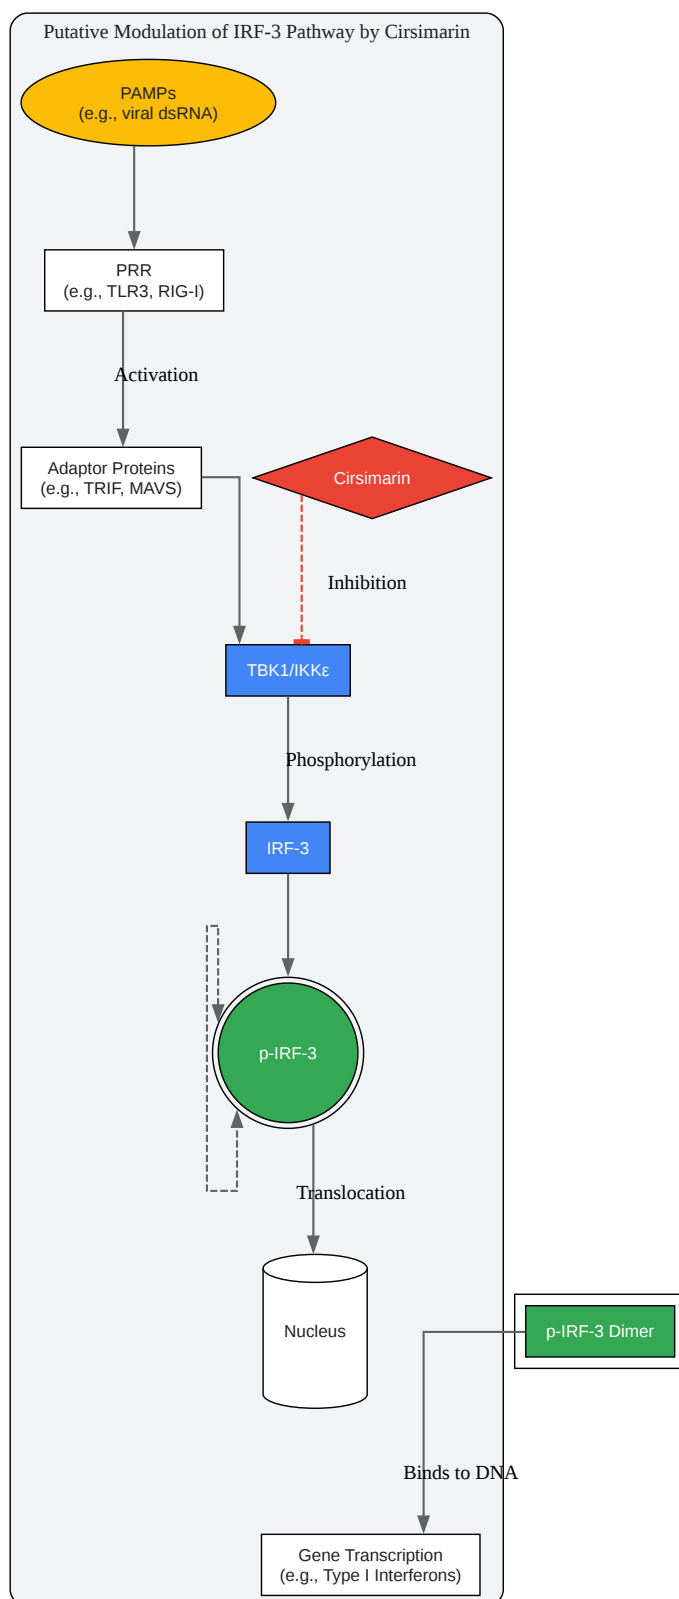 Putative Modulation of IRF-3 Pathway by Cirsimarin
PAMPs
(e.g., viral dsRNA)
PRR
(e.g., TLR3, RIG-I)
Activation
Adaptor Proteins
(e.g., TRIF, MAVS)
Cirsimarin
Inhibition
TBK1/IKKε
Phosphorylation
IRF-3
p-IRF-3
Translocation
Nucleus
p-IRF-3 Dimer
Binds to DNA
Gene Transcription
(e.g., Type I Interferons)